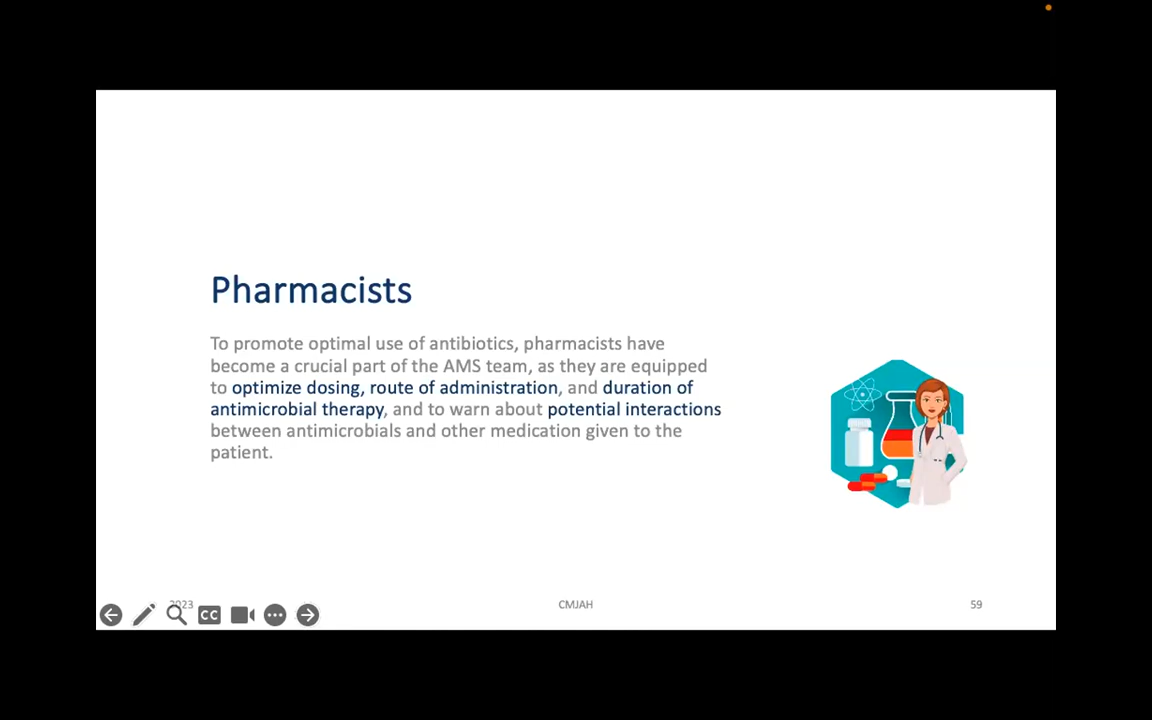 Pharmacists
To promote optimal use of antibiotics, pharmacists have
become a crucial part of the AMS team, as they are equipped
to optimize dosing, route of administration, and duration of
antimicrobial therapy, and to warn about potential interactions
between antimicrobials and other medication given to the
patient.
2023 CMJAH 59
CC